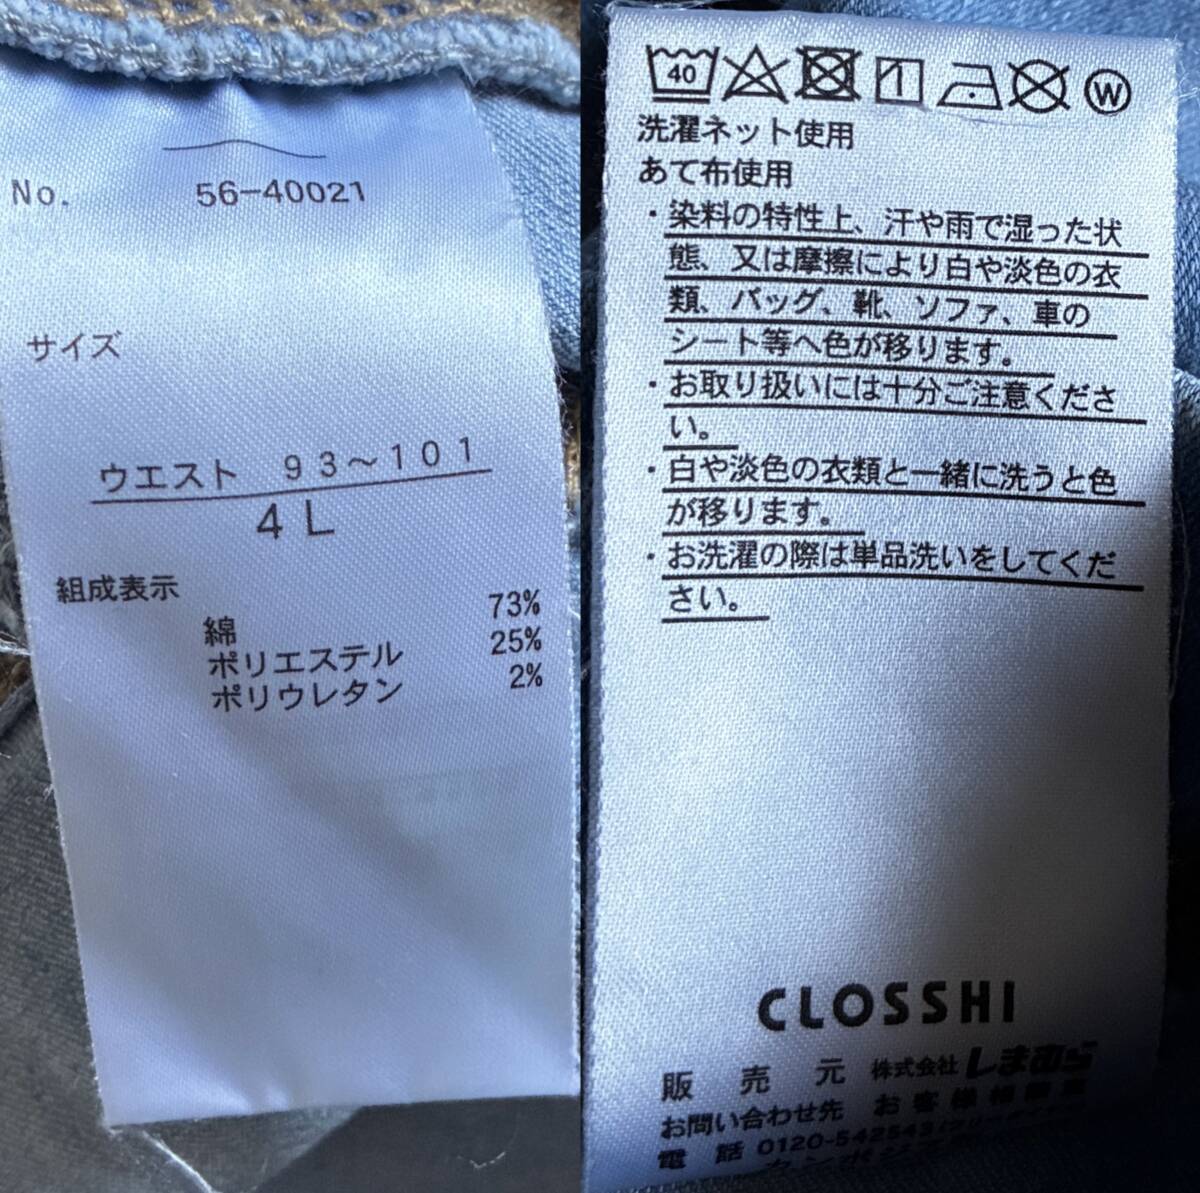 No. 56-40021
サイズ
ウエスト 93〜101
4L
組成表示
綿 73%
ポリエステル 25%
ポリウレタン 2%
40
W
洗濯ネット使用
あて布使用
・染料の特性上、汗や雨で湿った状
態、又は摩擦により白や淡色の衣
類、バッグ、靴、ソファ、車の
シート等へ色が移ります。
・お取り扱いには十分ご注意くださ
い。
・白や淡色の衣類と一緒に洗うと色
が移ります。
・お洗濯の際は単品洗いをしてくだ
さい。
CLOSSHI
販売元 株式会社しまむら
お問い合わせ先 お客様相談室
電話 0120-542543